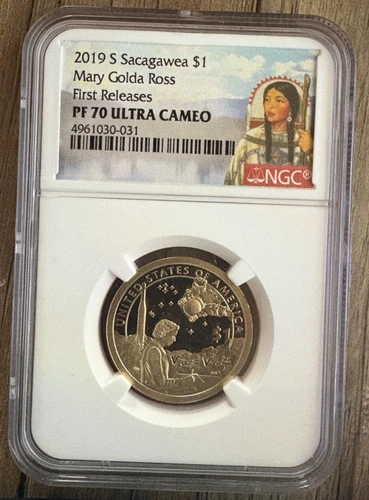 2019 S Sacagawea $1
Mary Golda Ross
First Releases
PF 70 ULTRA CAMEO
4961030-031
NGC®
UNITED STATES OF AMERICA
$1